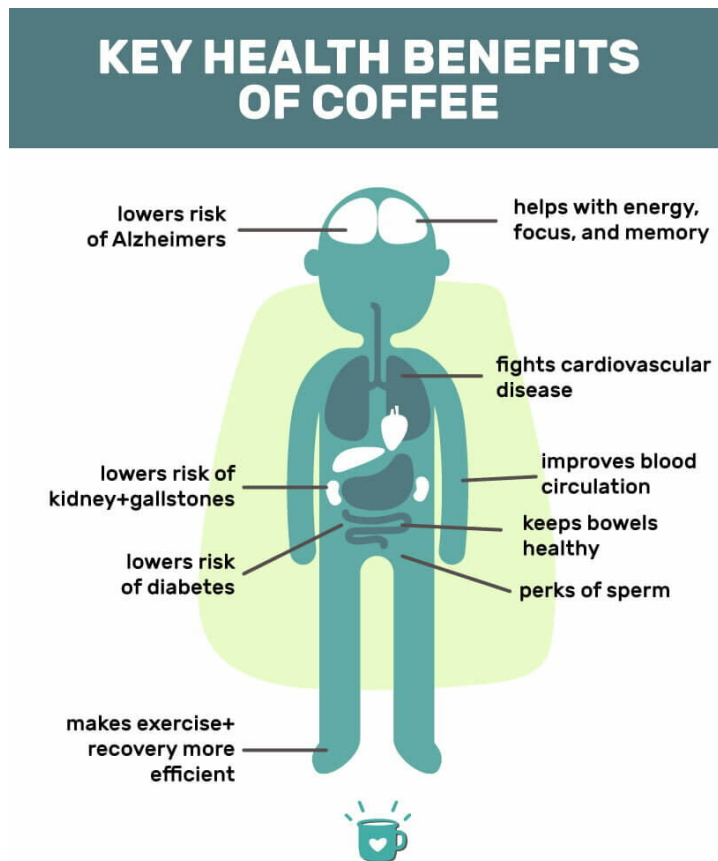 KEY HEALTH BENEFITS
OF COFFEE
lowers risk
of Alzheimers
helps with energy,
focus, and memory
fights cardiovascular
disease
lowers risk of
kidney+gallstones
improves blood
circulation
keeps bowels
healthy
lowers risk
of diabetes
perks of sperm
makes exercise+
recovery more
efficient